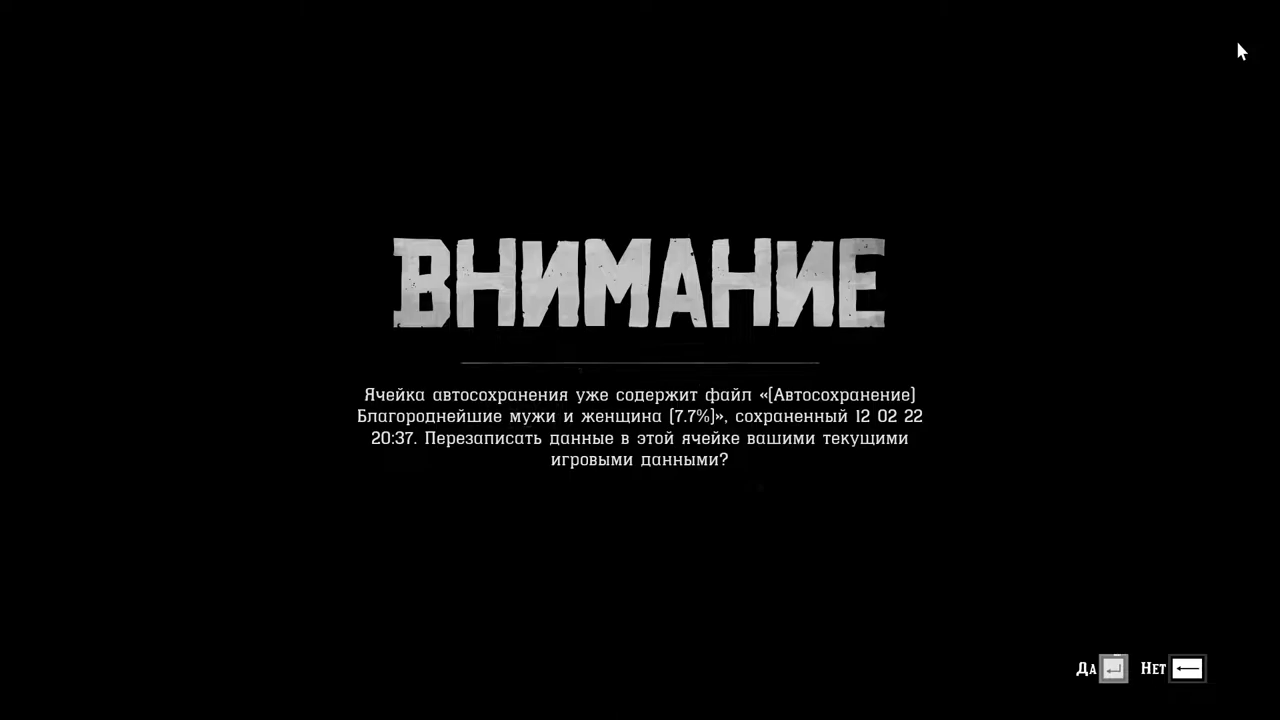 ВНИМАНИЕ
Ячейка автосохранения уже содержит файл «(Автосохранение)
Благороднейшие мужи и женщина (7.7%)», сохраненный 12 02 22
20:37. Перезаписать данные в этой ячейке вашими текущими
игровыми данными?
Да Нет